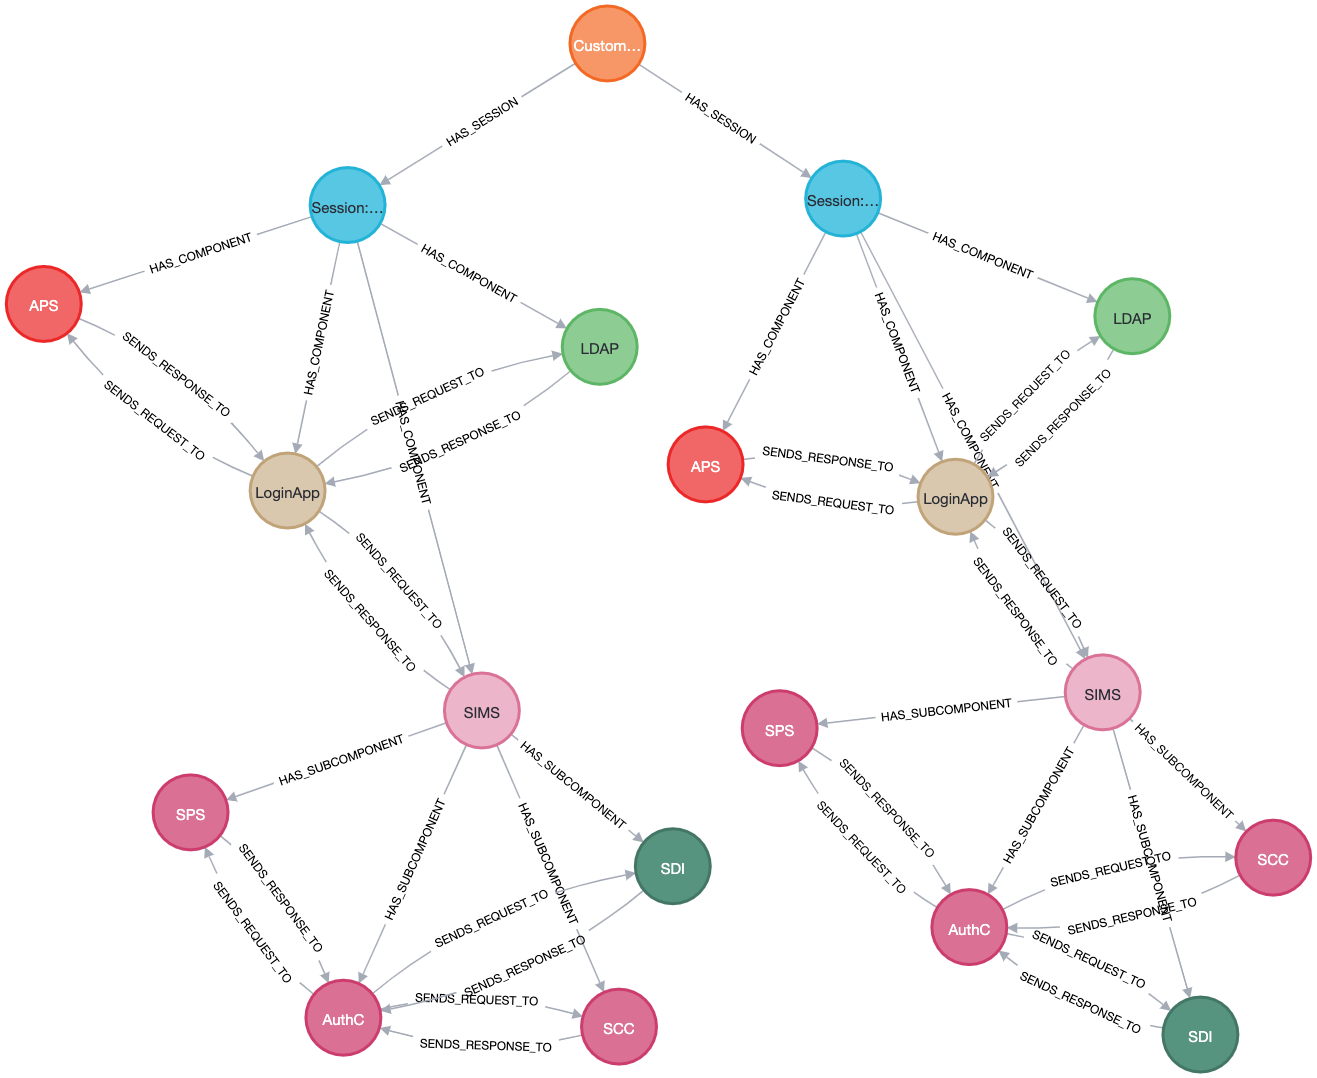 Custom...
HAS_SESSION
HAS_SESSION
Session:...
Session:...
HAS_COMPONENT
HAS_COMPONENT
HAS_COMPONENT
HAS_COMPONENT
APS
LDAP
SENDS_RESPONSE_TO
SENDS_REQUEST_TO
SENDS_REQUEST_TO
SENDS_RESPONSE_TO
LoginApp
SENDS_REQUEST_TO
SENDS_RESPONSE_TO
SIMS
HAS_SUBCOMPONENT
HAS_SUBCOMPONENT
HAS_SUBCOMPONENT
HAS_SUBCOMPONENT
SPS
SDI
SENDS_RESPONSE_TO
SENDS_REQUEST_TO
SENDS_REQUEST_TO
SENDS_RESPONSE_TO
AuthC
SENDS_REQUEST_TO
SENDS_RESPONSE_TO
SCC
HAS_COMPONENT
HAS_COMPONENT
HAS_COMPONENT
HAS_COMPONENT
LDAP
APS
SENDS_REQUEST_TO
SENDS_RESPONSE_TO
SENDS_RESPONSE_TO
SENDS_REQUEST_TO
LoginApp
SENDS_REQUEST_TO
SENDS_RESPONSE_TO
SIMS
HAS_SUBCOMPONENT
HAS_SUBCOMPONENT
HAS_SUBCOMPONENT
HAS_SUBCOMPONENT
SPS
SCC
SENDS_RESPONSE_TO
SENDS_REQUEST_TO
SENDS_REQUEST_TO
SENDS_RESPONSE_TO
AuthC
SENDS_REQUEST_TO
SENDS_RESPONSE_TO
SDI